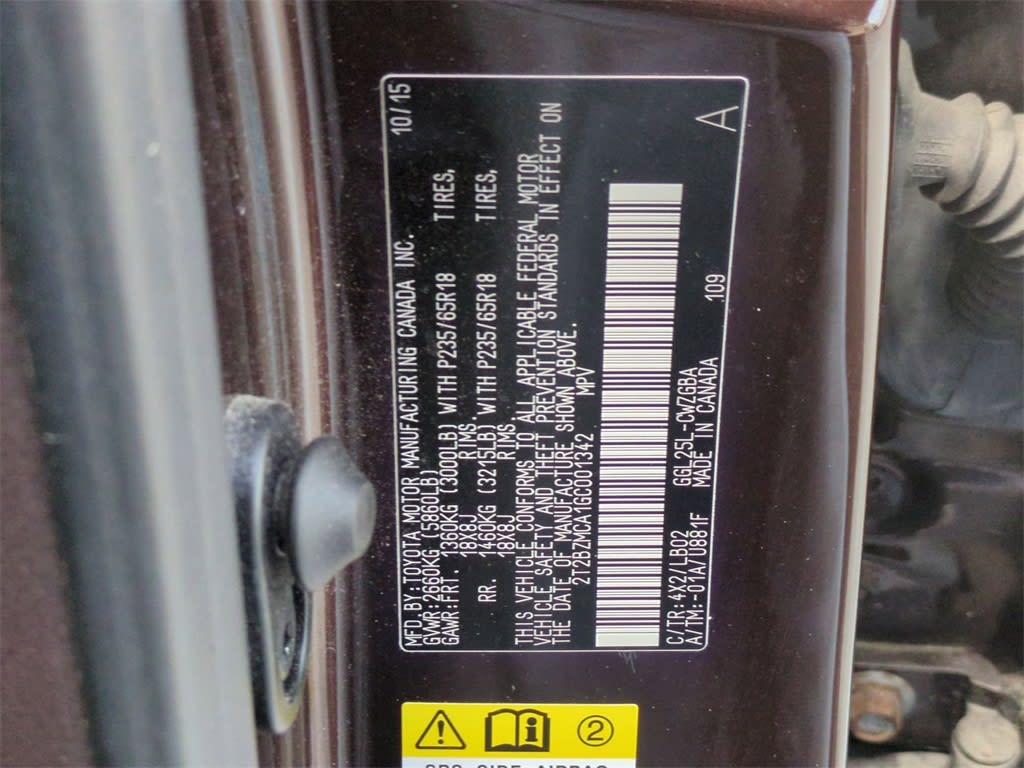 MFD.BY:TOYOTA MOTOR MANUFACTURING CANADA INC. 10/15
GVWR:2660KG (5860LB)
GAWR:FRT. 1360KG (3000LB) WITH P235/65R18 TIRES,
18X8J RIMS,
RR. 1460KG (3215LB) WITH P235/65R18 TIRES,
18X8J RIMS,
THIS VEHICLE CONFORMS TO ALL APPLICABLE FEDERAL MOTOR
VEHICLE SAFETY AND THEFT PREVENTION STANDARDS IN EFFECT ON
THE DATE OF MANUFACTURE SHOWN ABOVE.
2T2BZMCA1GC001342 MPV
C/TR:4X2/LB02 GGL25L-CWZGBA 109 A
A/TM:-01A/U881F MADE IN CANADA
2
SRS SIDE AIRBAG